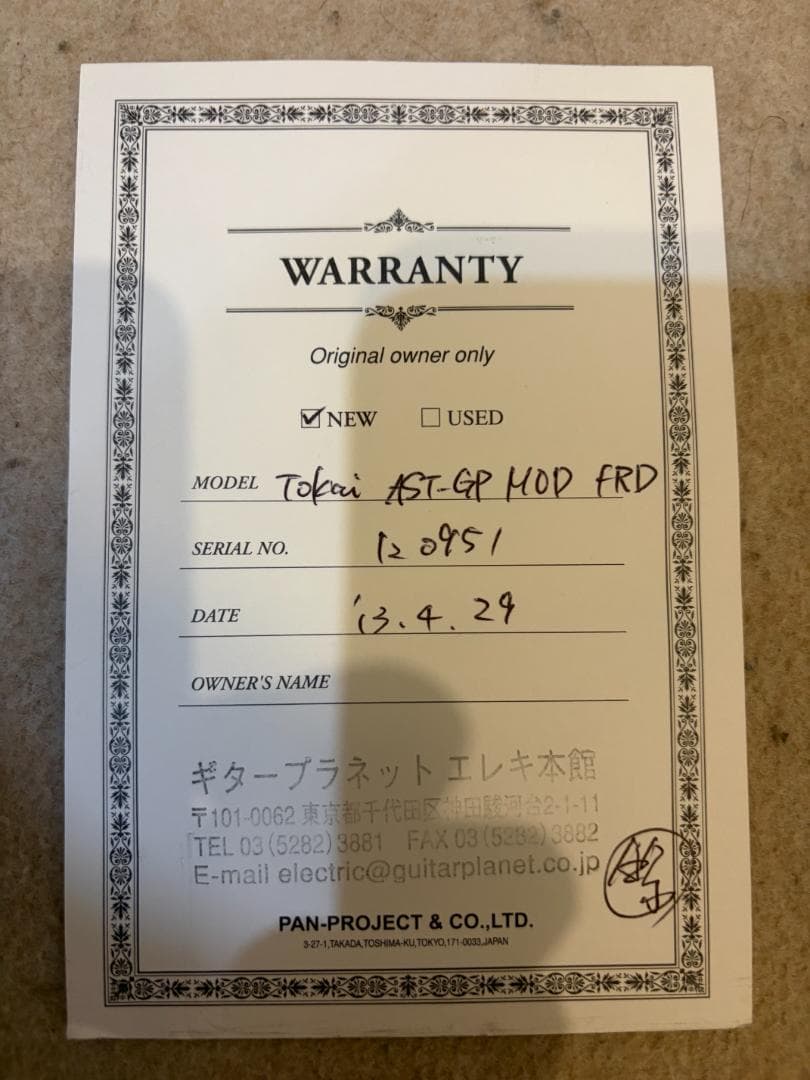 WARRANTY
Original owner only
☑ NEW ☐ USED
MODEL Tokai AST-GP MOD FRD
SERIAL NO. 120951
DATE '13.4.29
OWNER'S NAME
ギタープラネット エレキ本館
〒101-0062 東京都千代田区神田駿河台2-1-11
TEL 03(5282)3881 FAX 03(5282)3882
E-mail electric@guitarplanet.co.jp
PAN-PROJECT & CO.,LTD.
3-27-1,TAKADA,TOSHIMA-KU,TOKYO,171-0033,JAPAN